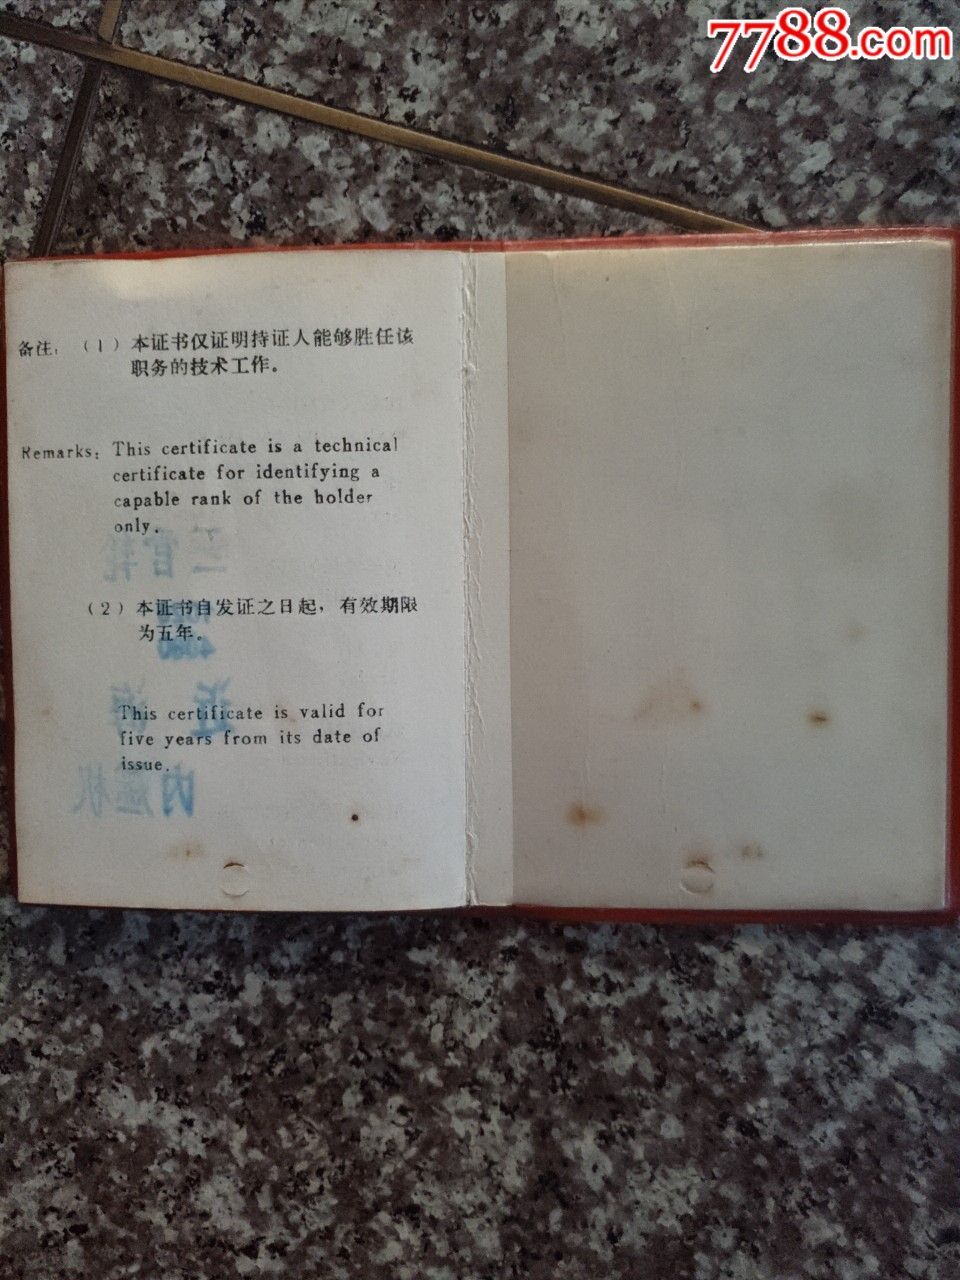 7788.com
备注：（1）本证书仅证明持证人能够胜任该
职务的技术工作。
Remarks: This certificate is a technical
certificate for identifying a
capable rank of the holder
only.
（2）本证书自发证之日起，有效期限
为五年。
This certificate is valid for
five years from its date of
issue.